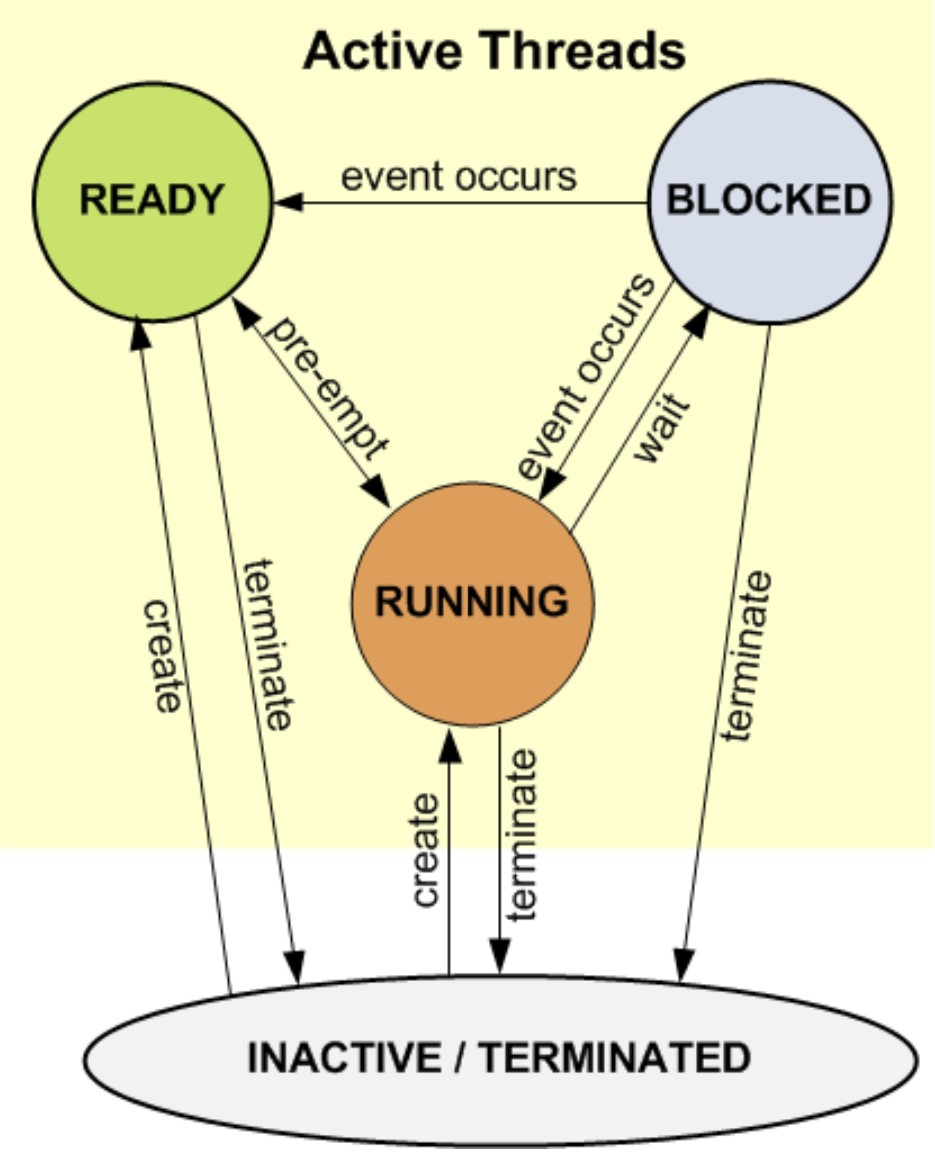 Active Threads
READY
event occurs
BLOCKED
pre-empt
event occurs
wait
RUNNING
create
terminate
create
terminate
terminate
INACTIVE / TERMINATED